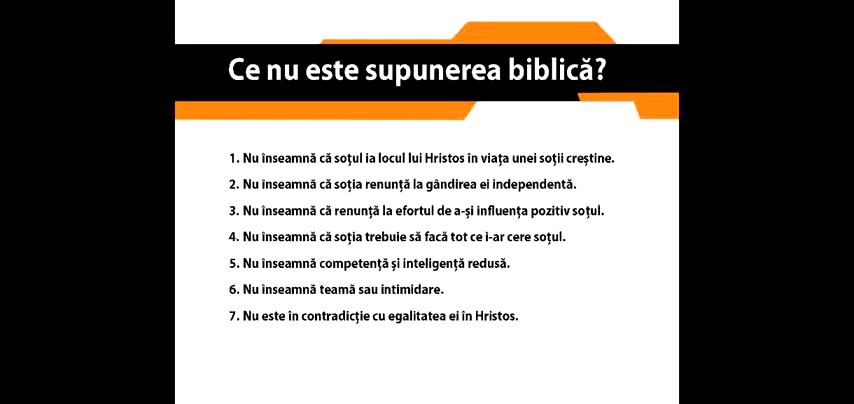 Ce nu este supunerea biblică?
1. Nu înseamnă că soțul ia locul lui Hristos în viața unei soții creștine.
2. Nu înseamnă că soția renunță la gândirea ei independentă.
3. Nu înseamnă că renunță la efortul de a-și influența pozitiv soțul.
4. Nu înseamnă că soția trebuie să facă tot ce i-ar cere soțul.
5. Nu înseamnă competență și inteligență redusă.
6. Nu înseamnă teamă sau intimidare.
7. Nu este în contradicție cu egalitatea ei în Hristos.